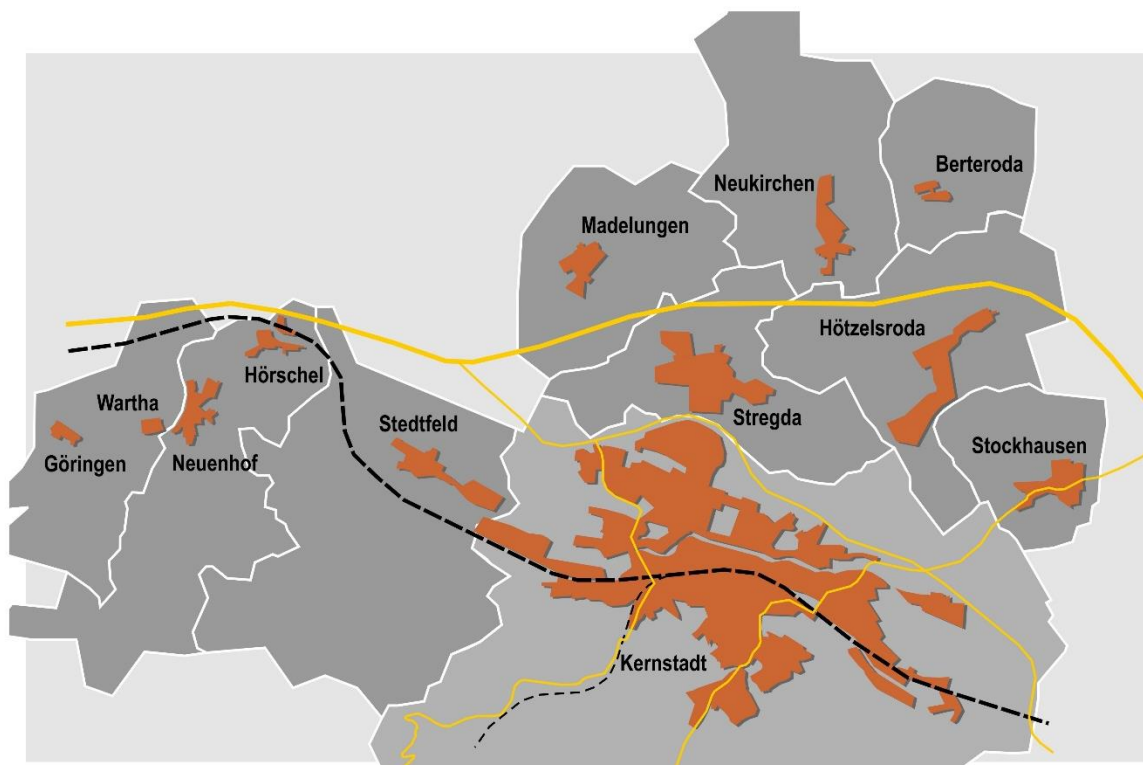 Berteroda
Neukirchen
Madelungen
Hötzelsroda
Hörschel
Wartha
Stedtfeld
Stregda
Stockhausen
Göringen
Neuenhof
Kernstadt